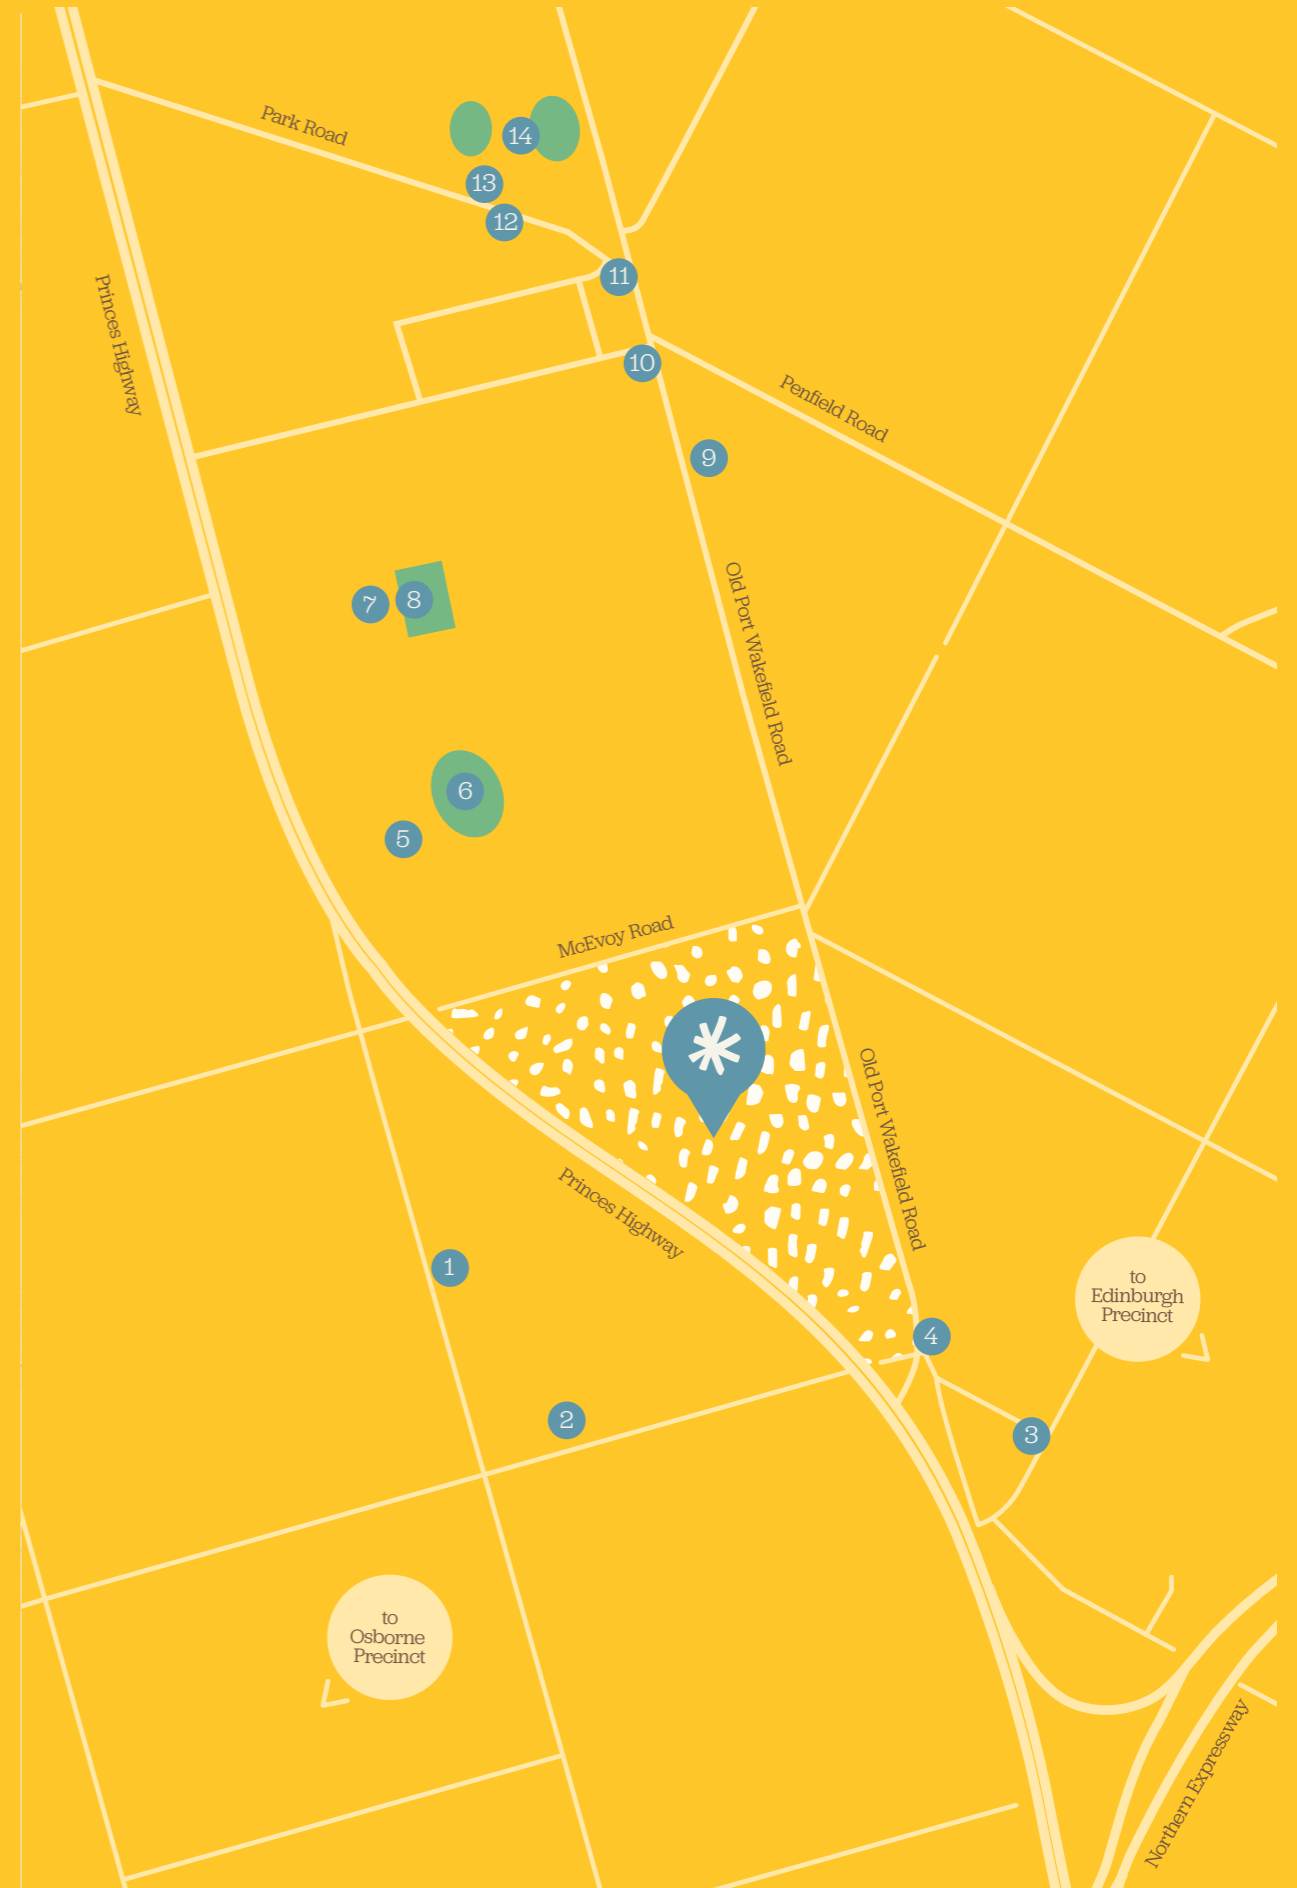 Park Road
14
13
12
11
Princes Highway
10
Penfield Road
9
Old Port Wakefield Road
7
8
6
5
McEvoy Road
Old Port Wakefield Road
Princes Highway
1
to
Edinburgh
Precinct
4
2
3
to
Osborne
Precinct
Northern Expressway